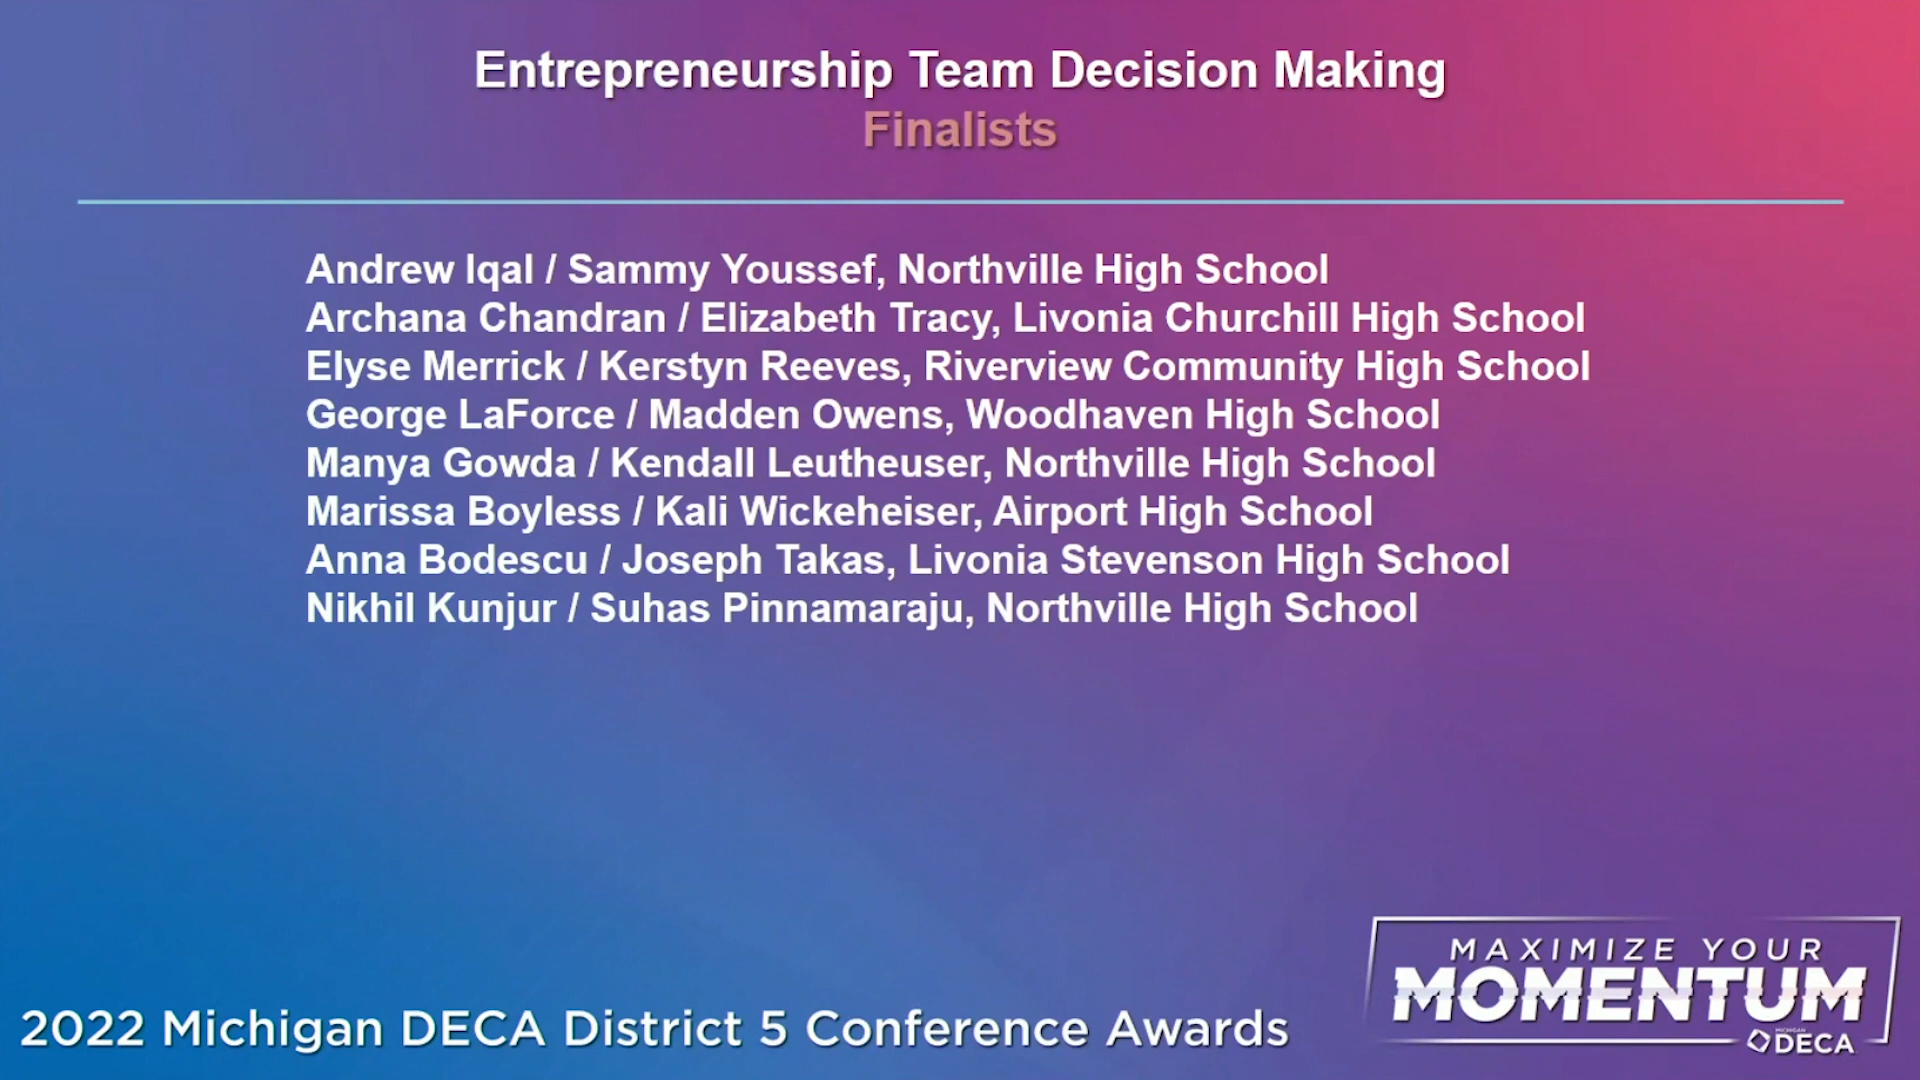 Entrepreneurship Team Decision Making
Finalists
Andrew Iqal / Sammy Youssef, Northville High School
Archana Chandran / Elizabeth Tracy, Livonia Churchill High School
Elyse Merrick / Kerstyn Reeves, Riverview Community High School
George LaForce / Madden Owens, Woodhaven High School
Manya Gowda / Kendall Leutheuser, Northville High School
Marissa Boyless / Kali Wickeheiser, Airport High School
Anna Bodescu / Joseph Takas, Livonia Stevenson High School
Nikhil Kunjur / Suhas Pinnamaraju, Northville High School
MAXIMIZE YOUR
MOMENTUM
MICHIGAN
DECA
2022 Michigan DECA District 5 Conference Awards